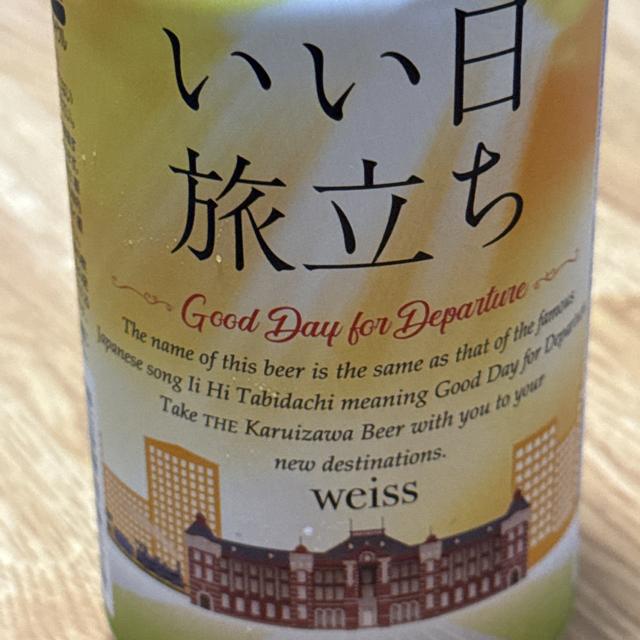 いい日
旅立ち
Good Day for Departure
The name of this beer is the same as that of the famous
Japanese song Ii Hi Tabidachi meaning Good Day for Departure.
Take THE Karuizawa Beer with you to your
new destinations.
weiss